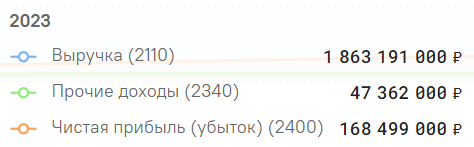 2023
Выручка (2110) 1 863 191 000 ₽
Прочие доходы (2340) 47 362 000 ₽
Чистая прибыль (убыток) (2400) 168 499 000 ₽